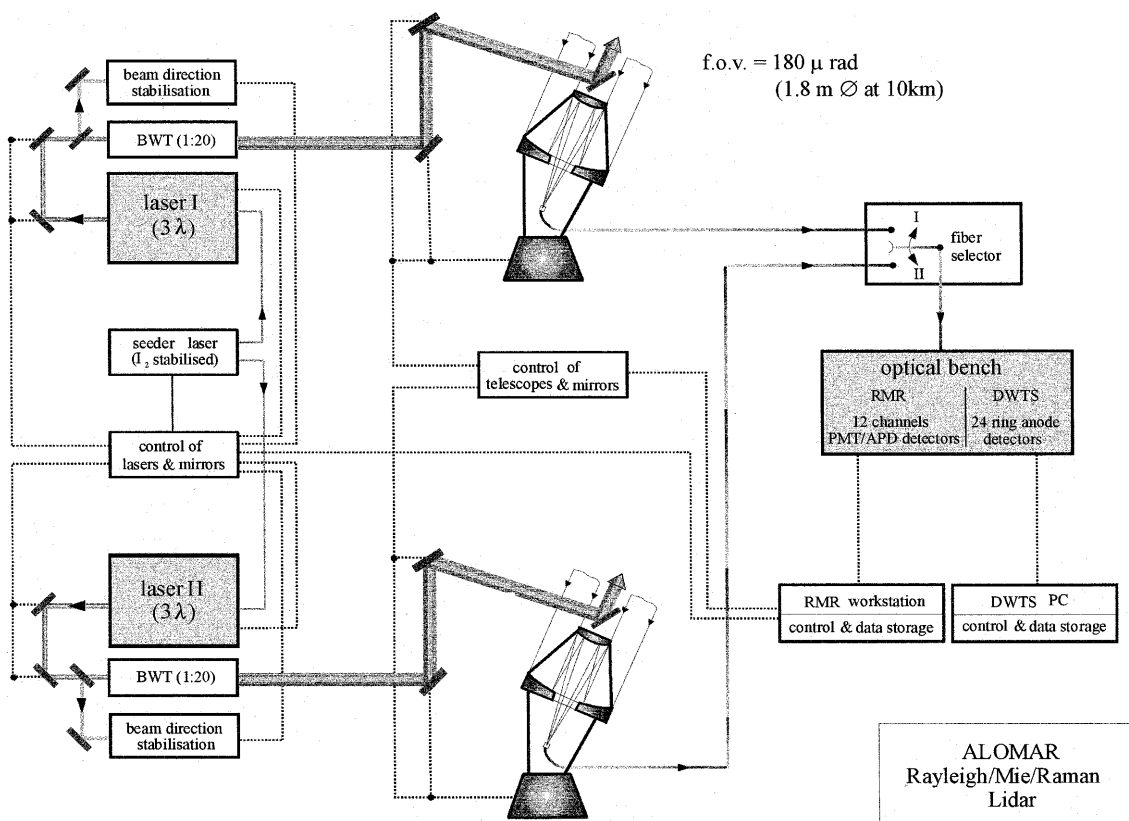 f.o.v. = 180 μ rad
(1.8 m ∅ at 10km)
beam direction
stabilisation
BWT (1:20)
laser I
(3 λ)
I
fiber
selector
II
seeder laser
(I₂ stabilised)
control of
telescopes & mirrors
optical bench
RMR
DWTS
12 channels
PMT/APD detectors
24 ring anode
detectors
control of
lasers & mirrors
laser II
(3 λ)
RMR workstation
control & data storage
DWTS PC
control & data storage
BWT (1:20)
beam direction
stabilisation
ALOMAR
Rayleigh/Mie/Raman
Lidar